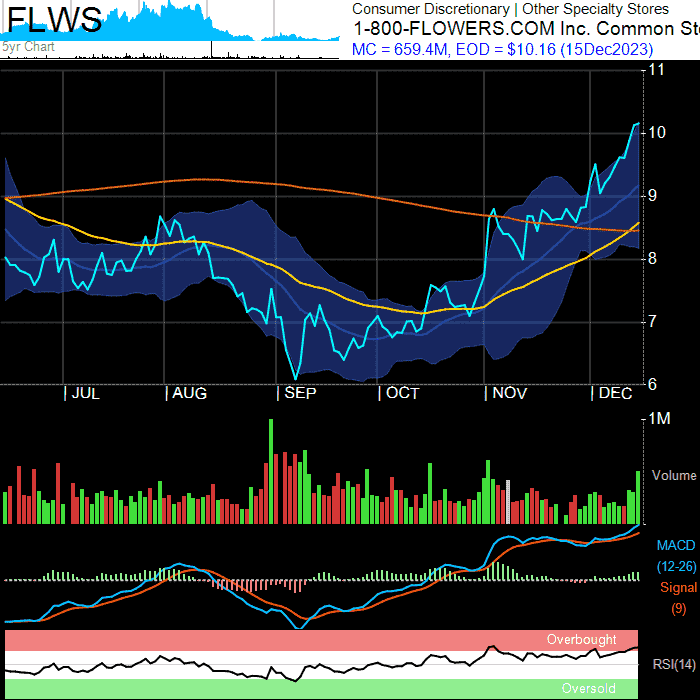 FLWS
5yr Chart
Consumer Discretionary | Other Specialty Stores
1-800-FLOWERS.COM Inc. Common Sto
MC = 659.4M, EOD = $10.16 (15Dec2023)
11
10
9
8
7
6
| JUL | AUG | SEP | OCT | NOV | DEC
1M
Volume
MACD
(12-26)
Signal
(9)
Overbought
RSI(14)
Oversold